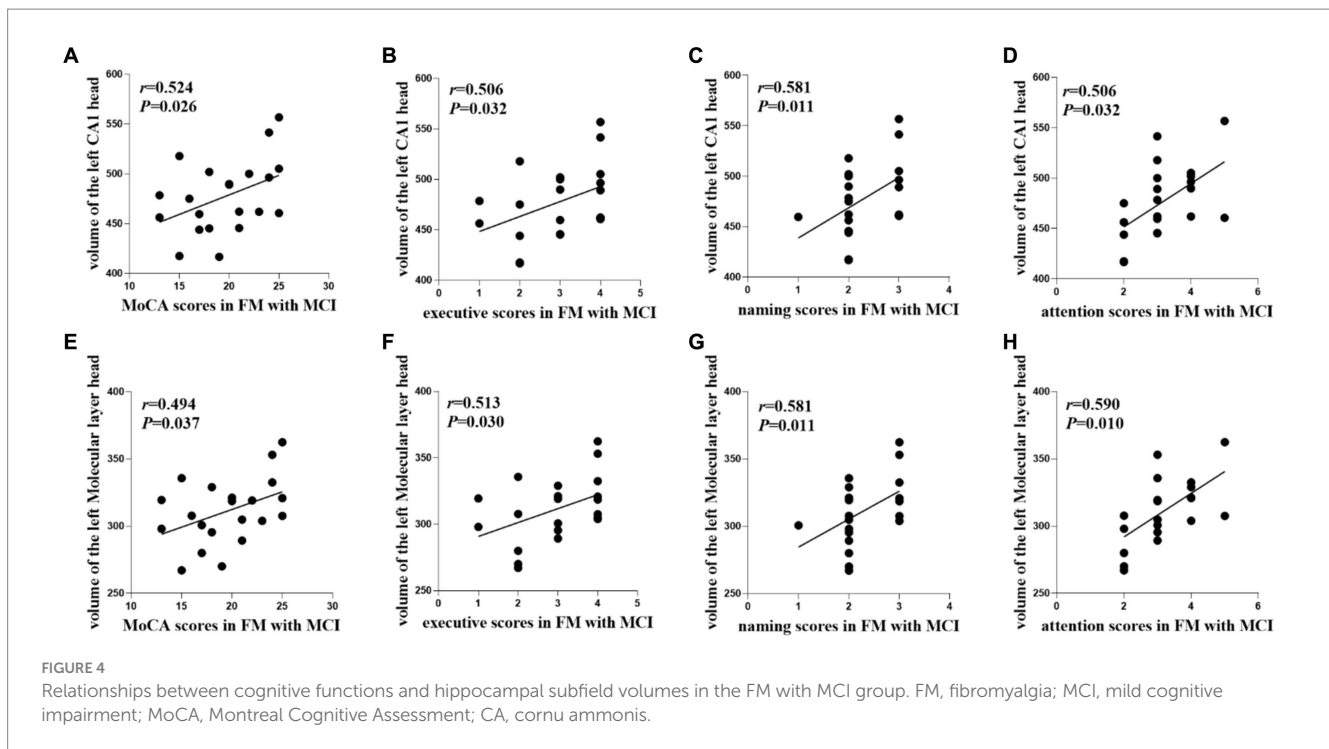 A
volume of the left CA1 head
r=0.524
P=0.026
600
550
500
450
400
10
15
20
25
30
MoCA scores in FM with MCI
B
volume of the left CA1 head
r=0.506
P=0.032
600
550
500
450
400
0
1
2
3
4
5
executive scores in FM with MCI
C
volume of the left CA1 head
r=0.581
P=0.011
600
550
500
450
400
0
1
2
3
4
naming scores in FM with MCI
D
volume of the left CA1 head
r=0.506
P=0.032
600
550
500
450
400
0
2
4
6
attention scores in FM with MCI
E
volume of the left Molecular layer head
r=0.494
P=0.037
400
350
300
250
10
15
20
25
30
MoCA scores in FM with MCI
F
volume of the left Molecular layer head
r=0.513
P=0.030
400
350
300
250
0
1
2
3
4
5
executive scores in FM with MCI
G
volume of the left Molecular layer head
r=0.581
P=0.011
400
350
300
250
0
1
2
3
4
naming scores in FM with MCI
H
volume of the left Molecular layer head
r=0.590
P=0.010
400
350
300
250
0
2
4
6
attention scores in FM with MCI
FIGURE 4
Relationships between cognitive functions and hippocampal subfield volumes in the FM with MCI group. FM, fibromyalgia; MCI, mild cognitive
impairment; MoCA, Montreal Cognitive Assessment; CA, cornu ammonis.